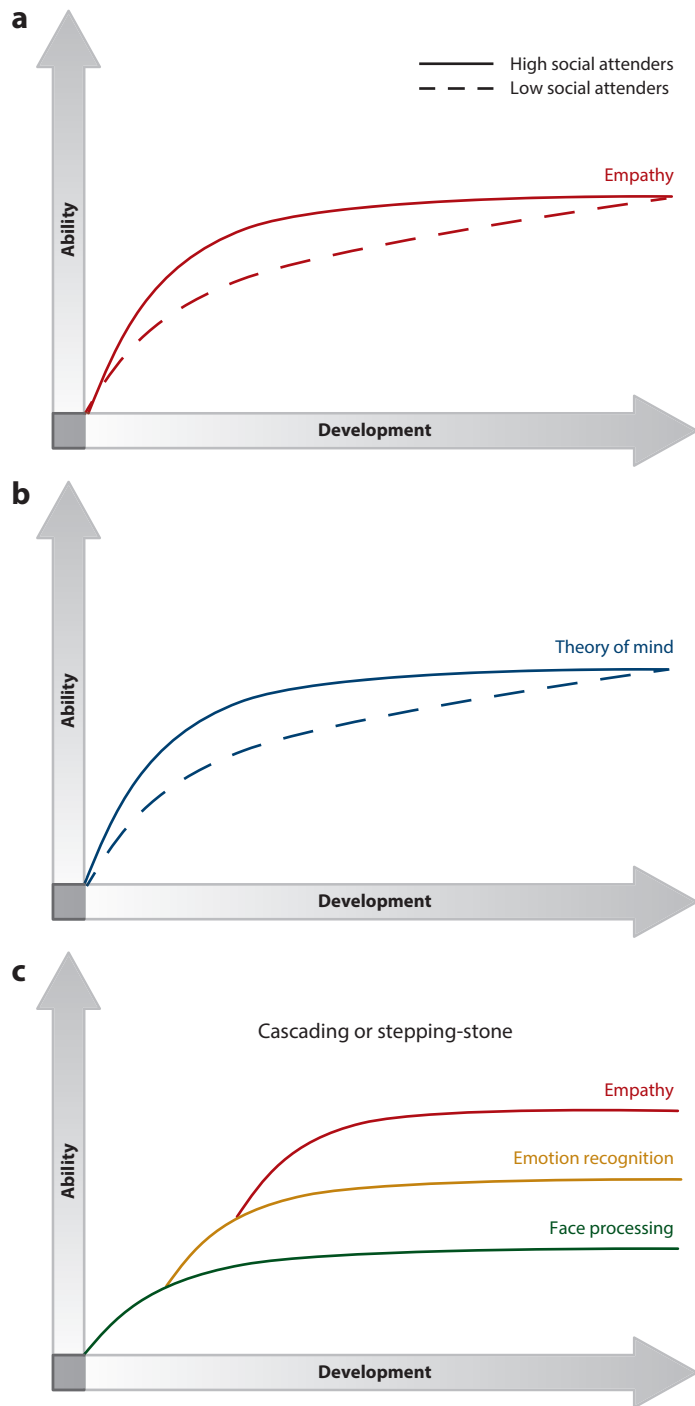 a
High social attenders
Low social attenders
Empathy
Ability
Development
b
Theory of mind
Ability
Development
c
Cascading or stepping-stone
Empathy
Emotion recognition
Face processing
Ability
Development